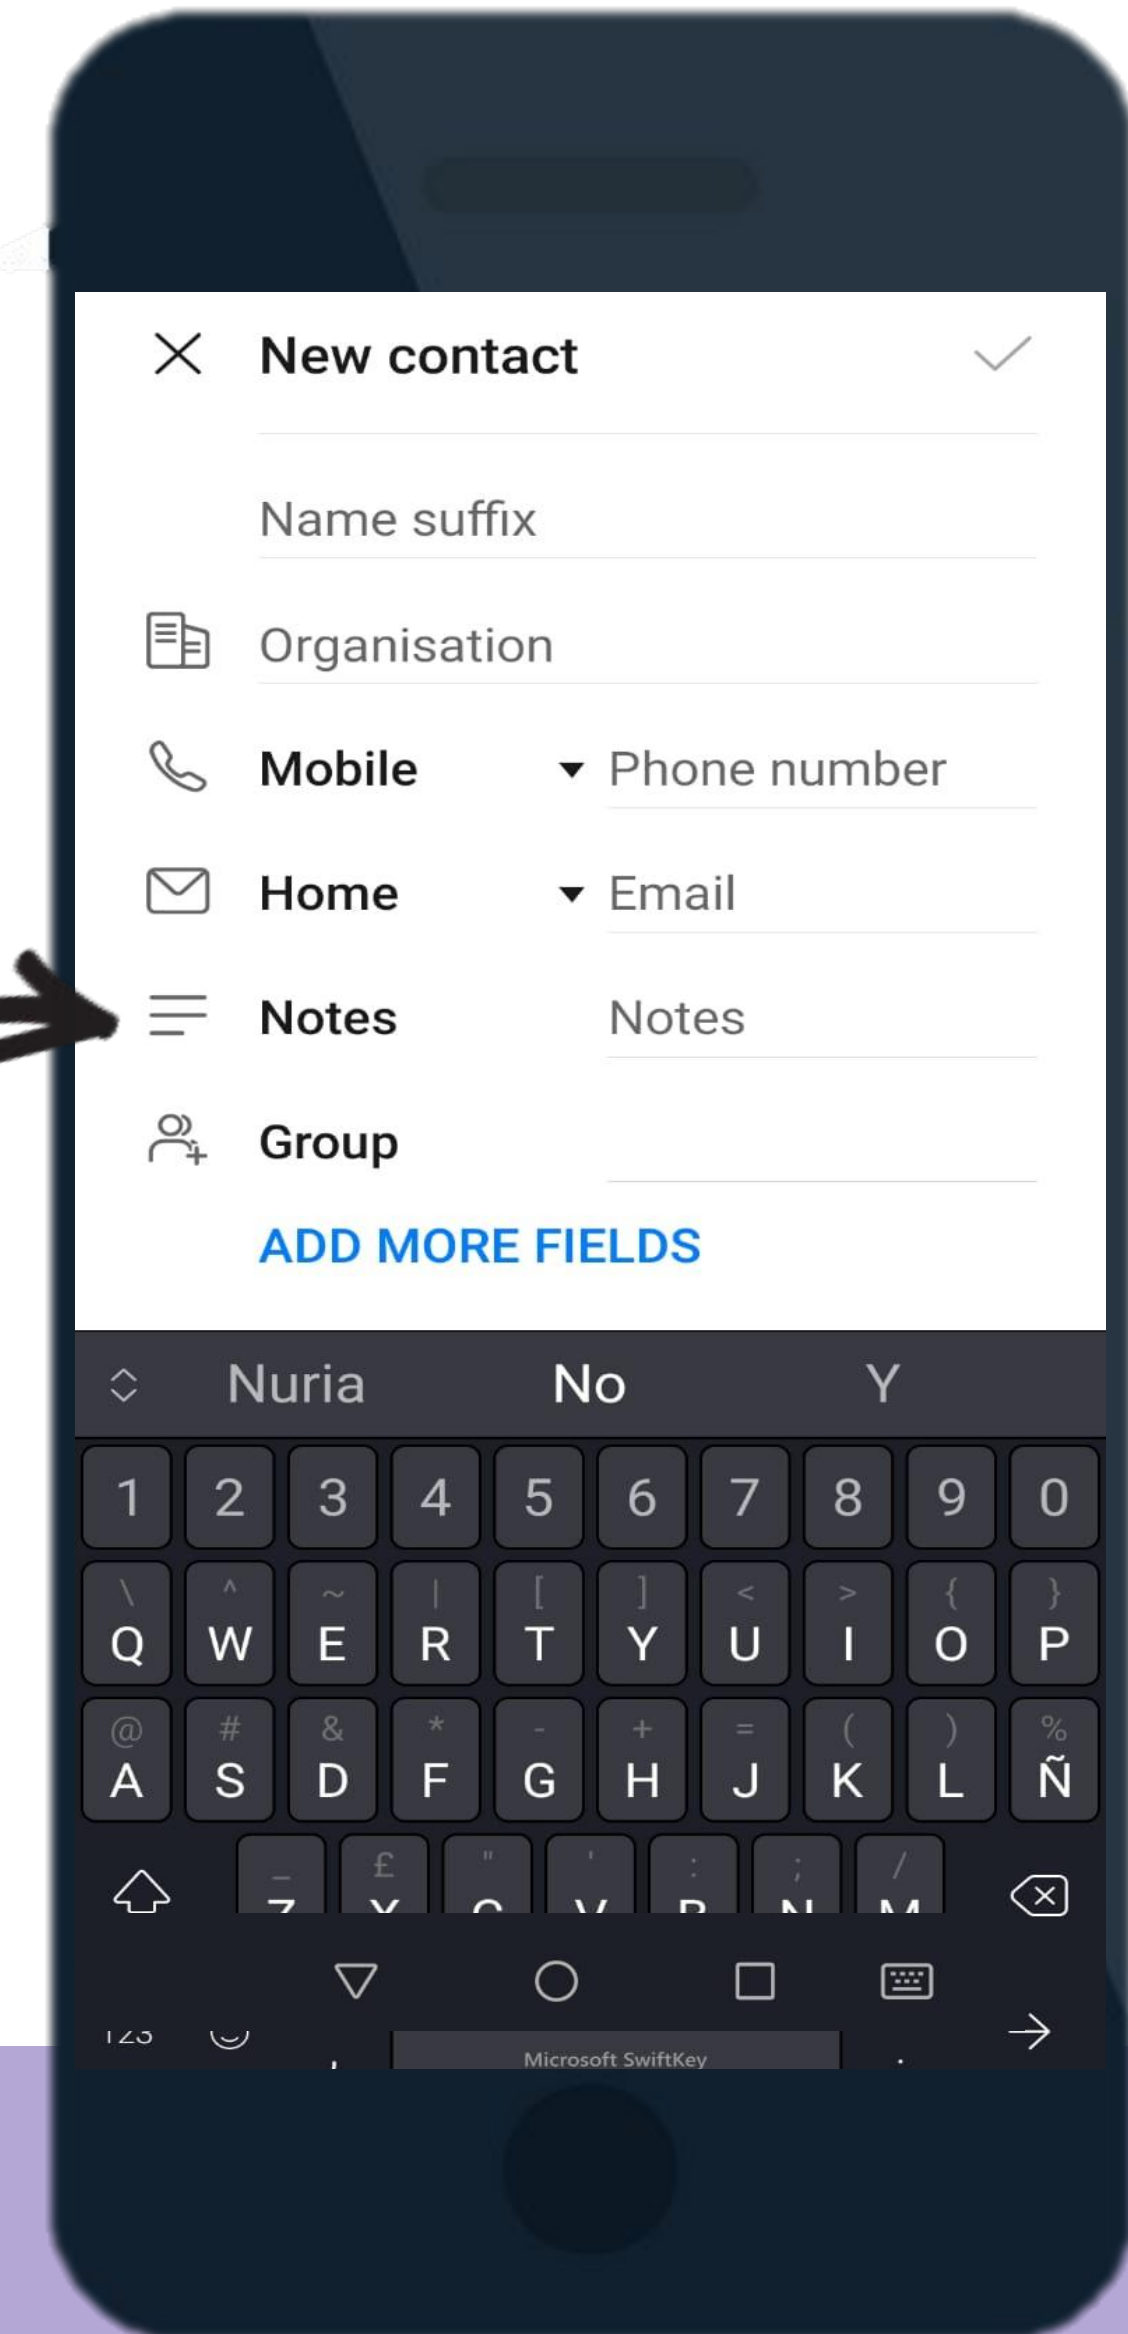 New contact
Name suffix
Organisation
Mobile Phone number
Home Email
Notes Notes
Group
ADD MORE FIELDS
Nuria No Y
1 2 3 4 5 6 7 8 9 0
\ ^ ~ | [ ] < > { }
Q W E R T Y U I O P
@ # & * - + = ( ) %
A S D F G H J K L Ñ
_ £ " ' : ; /
Z X C V B N M
123
Microsoft SwiftKey